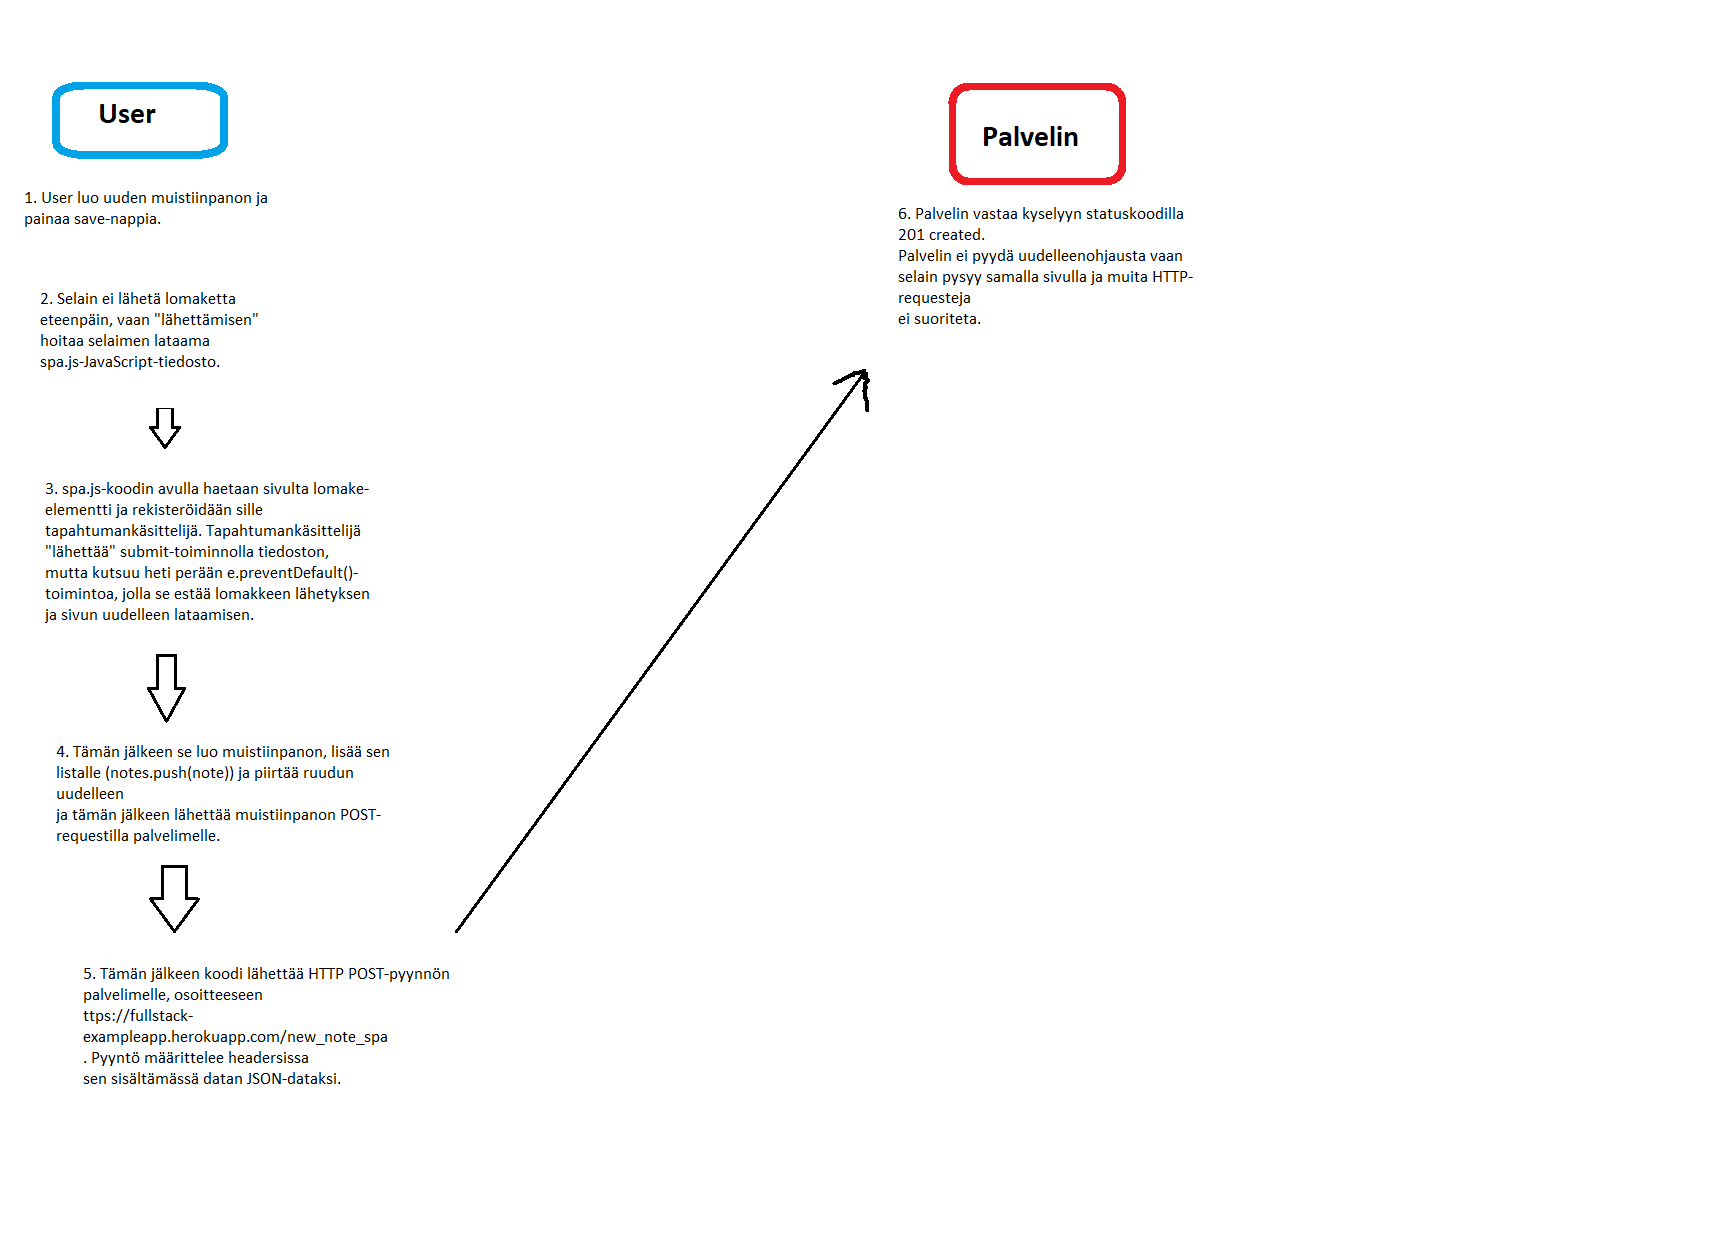 User
1. User luo uuden muistiinpanon ja
painaa save-nappia.
2. Selain ei lähetä lomaketta
eteenpäin, vaan "lähettämisen"
hoitaa selaimen lataama
spa.js-JavaScript-tiedosto.
3. spa.js-koodin avulla haetaan sivulta lomake-
elementti ja rekisteröidään sille
tapahtumankäsittelijä. Tapahtumankäsittelijä
"lähettää" submit-toiminnolla tiedoston,
mutta kutsuu heti perään e.preventDefault()-
toimintoa, jolla se estää lomakkeen lähetyksen
ja sivun uudelleen lataamisen.
4. Tämän jälkeen se luo muistiinpanon, lisää sen
listalle (notes.push(note)) ja piirtää ruudun
uudelleen
ja tämän jälkeen lähettää muistiinpanon POST-
requestilla palvelimelle.
5. Tämän jälkeen koodi lähettää HTTP POST-pyynnön
palvelimelle, osoitteeseen
ttps://fullstack-
exampleapp.herokuapp.com/new_note_spa
. Pyyntö määrittelee headersissa
sen sisältämässä datan JSON-dataksi.
Palvelin
6. Palvelin vastaa kyselyyn statuskoodilla
201 created.
Palvelin ei pyydä uudelleenohjausta vaan
selain pysyy samalla sivulla ja muita HTTP-
requesteja
ei suoriteta.